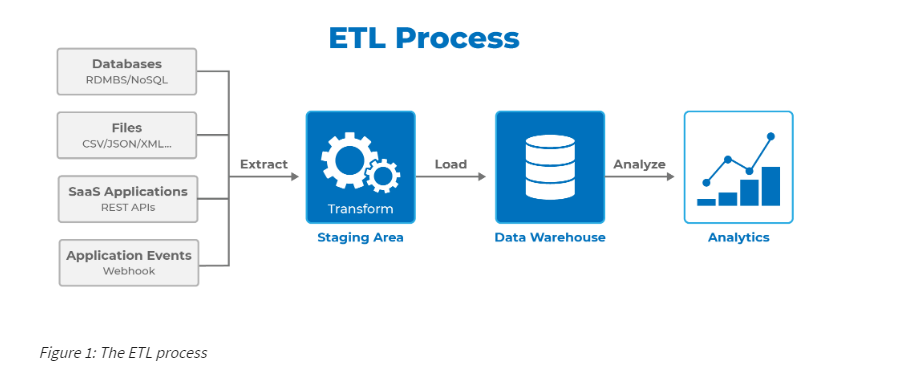 ETL Process
Databases
RDMBS/NoSQL
Files
CSV/JSON/XML...
SaaS Applications
REST APIs
Application Events
Webhook
Extract
Transform
Staging Area
Load
Data Warehouse
Analyze
Analytics
Figure 1: The ETL process